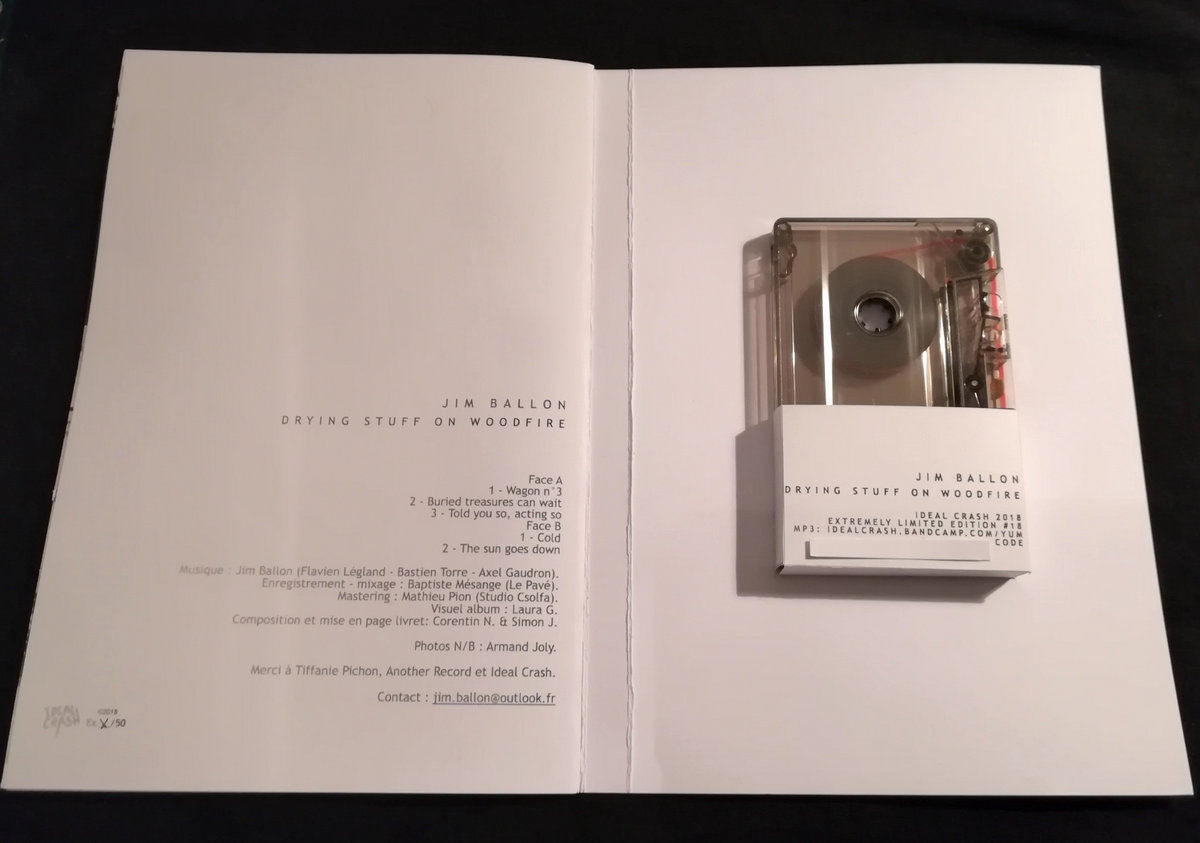 JIM BALLON
DRYING STUFF ON WOODFIRE
Face A
1 - Wagon n°3
2 - Buried treasures can wait
3 - Told you so, acting so
Face B
1 - Cold
2 - The sun goes down
Musique : Jim Ballon (Flavien Légland - Bastien Torre - Axel Gaudron).
Enregistrement - mixage : Baptiste Mésange (Le Pavé).
Mastering : Mathieu Pion (Studio Csolfa).
Visuel album : Laura G.
Composition et mise en page livret: Corentin N. & Simon J.
Photos N/B : Armand Joly.
Merci à Tiffanie Pichon, Another Record et Ideal Crash.
Contact : jim.ballon@outlook.fr
IDEAL CRASH
©2018
Ex. X/50
JIM BALLON
DRYING STUFF ON WOODFIRE
IDEAL CRASH 2018
EXTREMELY LIMITED EDITION #18
MP3: IDEALCRASH.BANDCAMP.COM/YUM
CODE